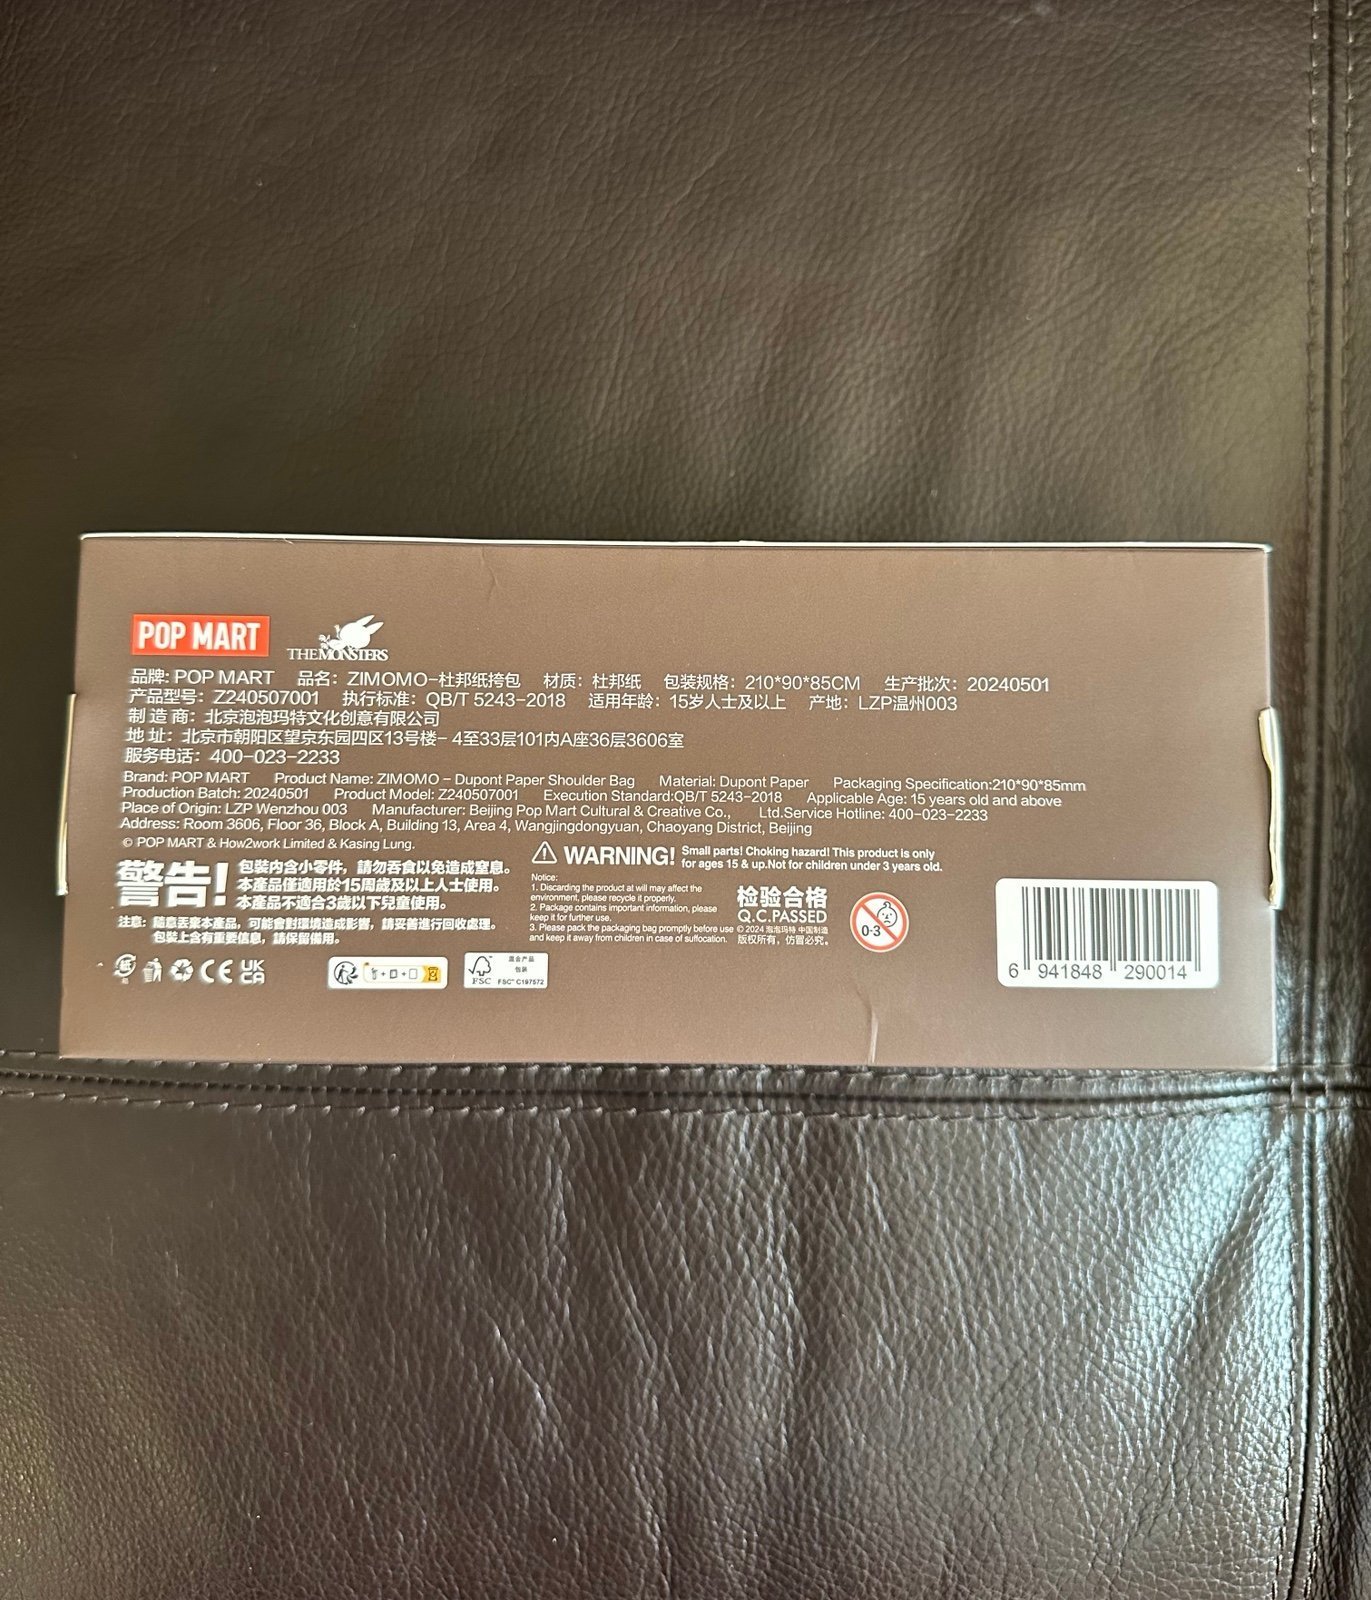 POP MART
THE MONSTERS
品牌: POP MART 品名: ZIMOMO-杜邦纸挎包 材质: 杜邦纸 包装规格: 210*90*85CM 生产批次: 20240501
产品型号: Z240507001 执行标准: QB/T 5243-2018 适用年龄: 15岁人士及以上 产地: LZP温州003
制 造 商: 北京泡泡玛特文化创意有限公司
地 址: 北京市朝阳区望京东园四区13号楼- 4至33层101内A座36层3606室
服务电话: 400-023-2233
Brand: POP MART Product Name: ZIMOMO - Dupont Paper Shoulder Bag Material: Dupont Paper Packaging Specification:210*90*85mm
Production Batch: 20240501 Product Model: Z240507001 Execution Standard:QB/T 5243-2018 Applicable Age: 15 years old and above
Place of Origin: LZP Wenzhou 003 Manufacturer: Beijing Pop Mart Cultural & Creative Co., Ltd.Service Hotline: 400-023-2233
Address: Room 3606, Floor 36, Block A, Building 13, Area 4, Wangjingdongyuan, Chaoyang District, Beijing
© POP MART & How2work Limited & Kasing Lung.
警告!
包裝内含小零件，請勿吞食以免造成窒息。
本產品僅適用於15周歲及以上人士使用。
本產品不適合3歲以下兒童使用。
注意: 隨意丟棄本產品，可能會對環境造成影響，請妥善進行回收處理。
包裝上含有重要信息，請保留備用。
WARNING!
Small parts! Choking hazard! This product is only
for ages 15 & up.Not for children under 3 years old.
Notice:
1. Discarding the product at will may affect the
environment, please recycle it properly.
2. Package contains important information, please
keep it for further use.
3. Please pack the packaging bag promptly before use
and keep it away from children in case of suffocation.
检验合格
Q.C.PASSED
© 2024 泡泡玛特 中国制造
版权所有，仿冒必究。
0-3
CE UK CA
FSC
混合产品
包装
FSC™ C197572
6 941848 290014